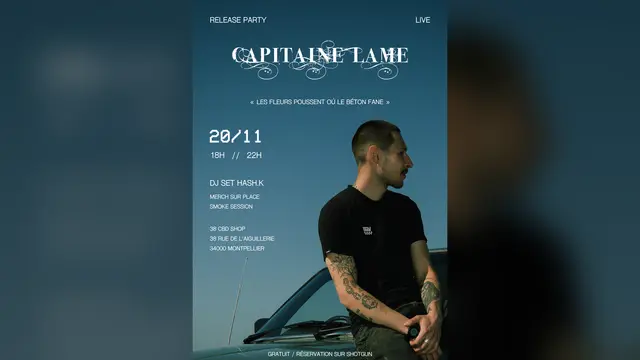 RELEASE PARTY
LIVE
CAPITAINE LAME
« LES FLEURS POUSSENT OÙ LE BÉTON FANE »
20/11
18H // 22H
DJ SET HASH.K
MERCH SUR PLACE
SMOKE SESSION
38 CBD SHOP
38 RUE DE L'AIGUILLERIE
34000 MONTPELLIER
GRATUIT / RÉSERVATION SUR SHOTGUN